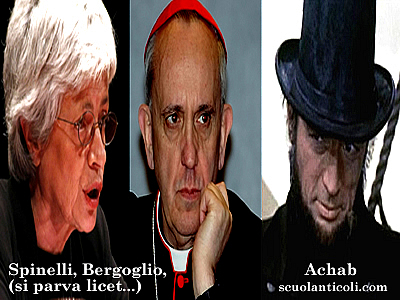 Spinelli, Bergoglio,
(si parva licet...)
Achab
scuolanticoli.com